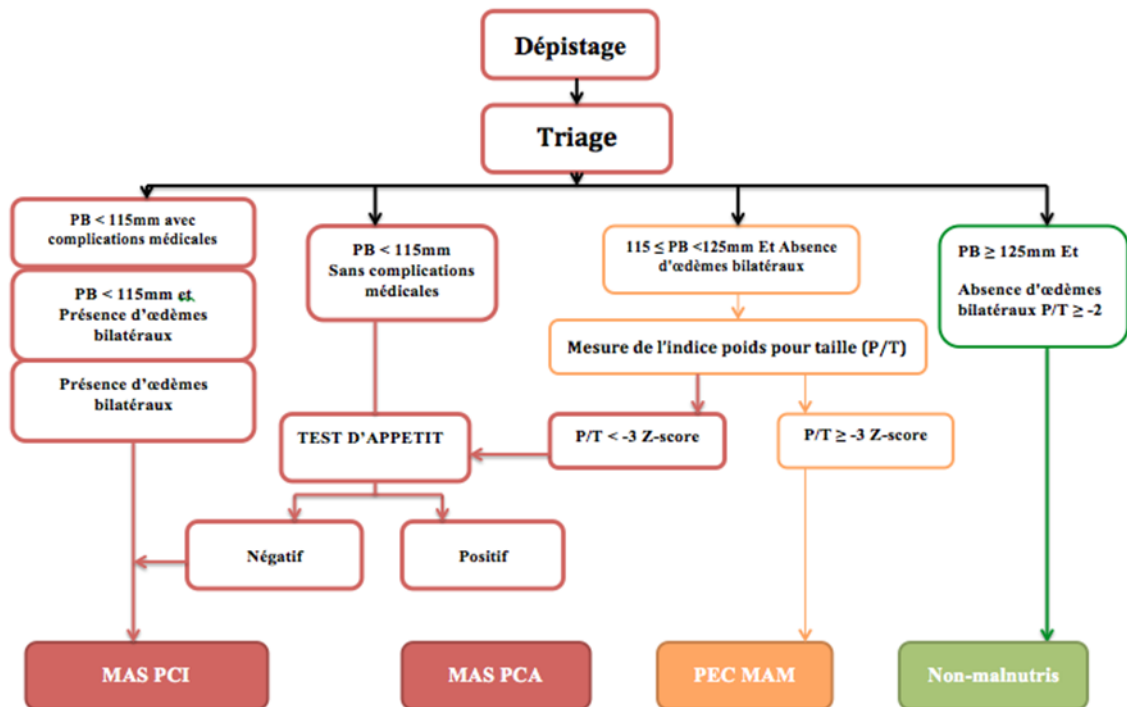 Dépistage
Triage
PB < 115mm avec
complications médicales
PB < 115mm et
Présence d'œdèmes
bilatéraux
Présence d'œdèmes
bilatéraux
PB < 115mm
Sans complications
médicales
115 ≤ PB <125mm Et Absence
d'œdèmes bilatéraux
PB ≥ 125mm Et
Absence d'œdèmes
bilatéraux P/T ≥ -2
Mesure de l'indice poids pour taille (P/T)
TEST D'APPETIT
P/T < -3 Z-score
P/T ≥ -3 Z-score
Négatif
Positif
MAS PCI
MAS PCA
PEC MAM
Non-malnutris